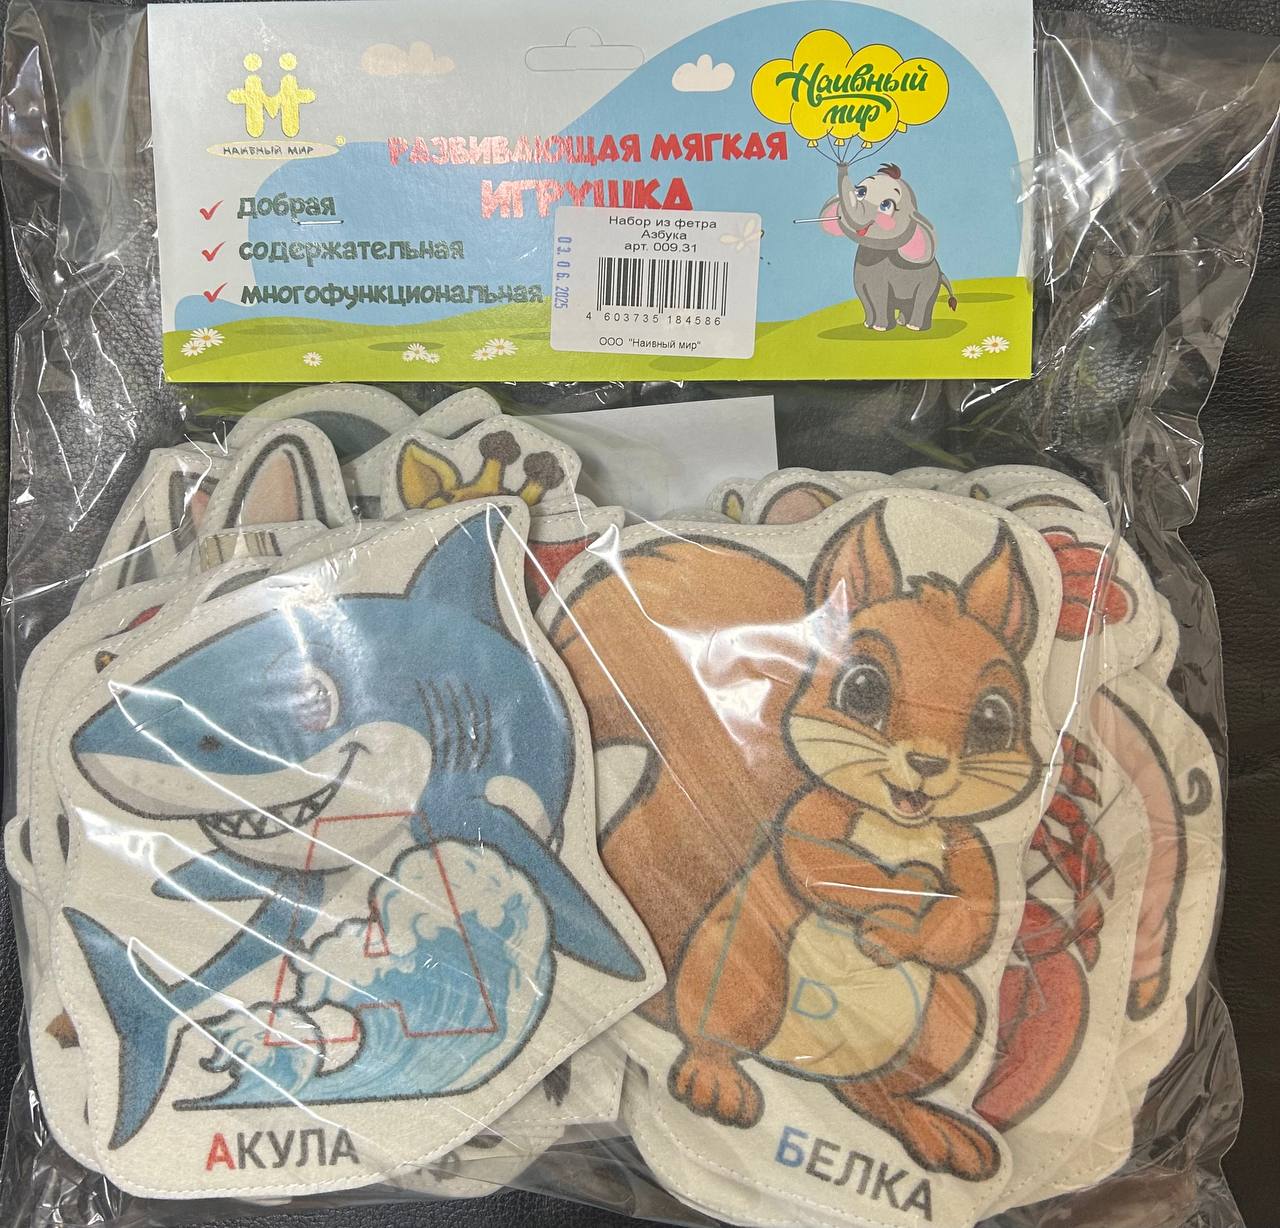 НАИВНЫЙ МИР
®
Наивный
мир
РАЗВИВАЮЩАЯ МЯГКАЯ
ИГРУШКА
добрая
содержательная
многофункциональная
Набор из фетра
Азбука
арт. 009.31
03.06.2025
4 603735 184586
ООО "Наивный мир"
А
Б
АКУЛА
БЕЛКА